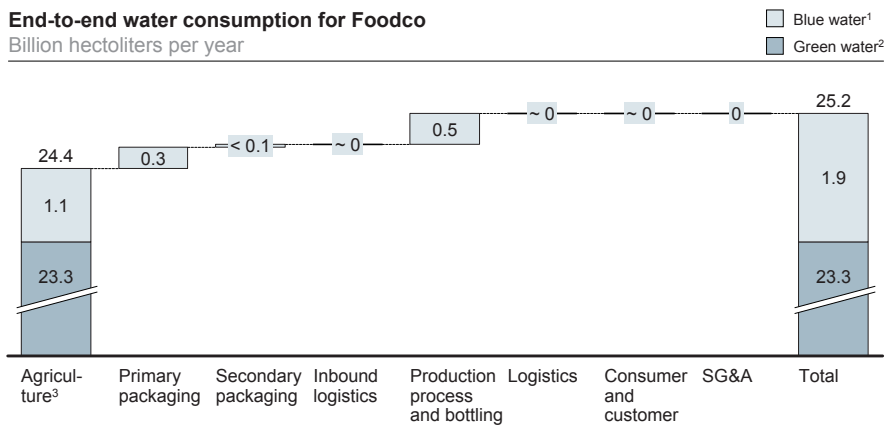 End-to-end water consumption for Foodco
Billion hectoliters per year
Blue water¹
Green water²
25.2
0.5
~ 0
~ 0
0
< 0.1
~ 0
24.4
0.3
1.1
1.9
23.3
23.3
Agricul-
ture³
Primary
packaging
Secondary
packaging
Inbound
logistics
Production
process
and bottling
Logistics
Consumer
and
customer
SG&A
Total